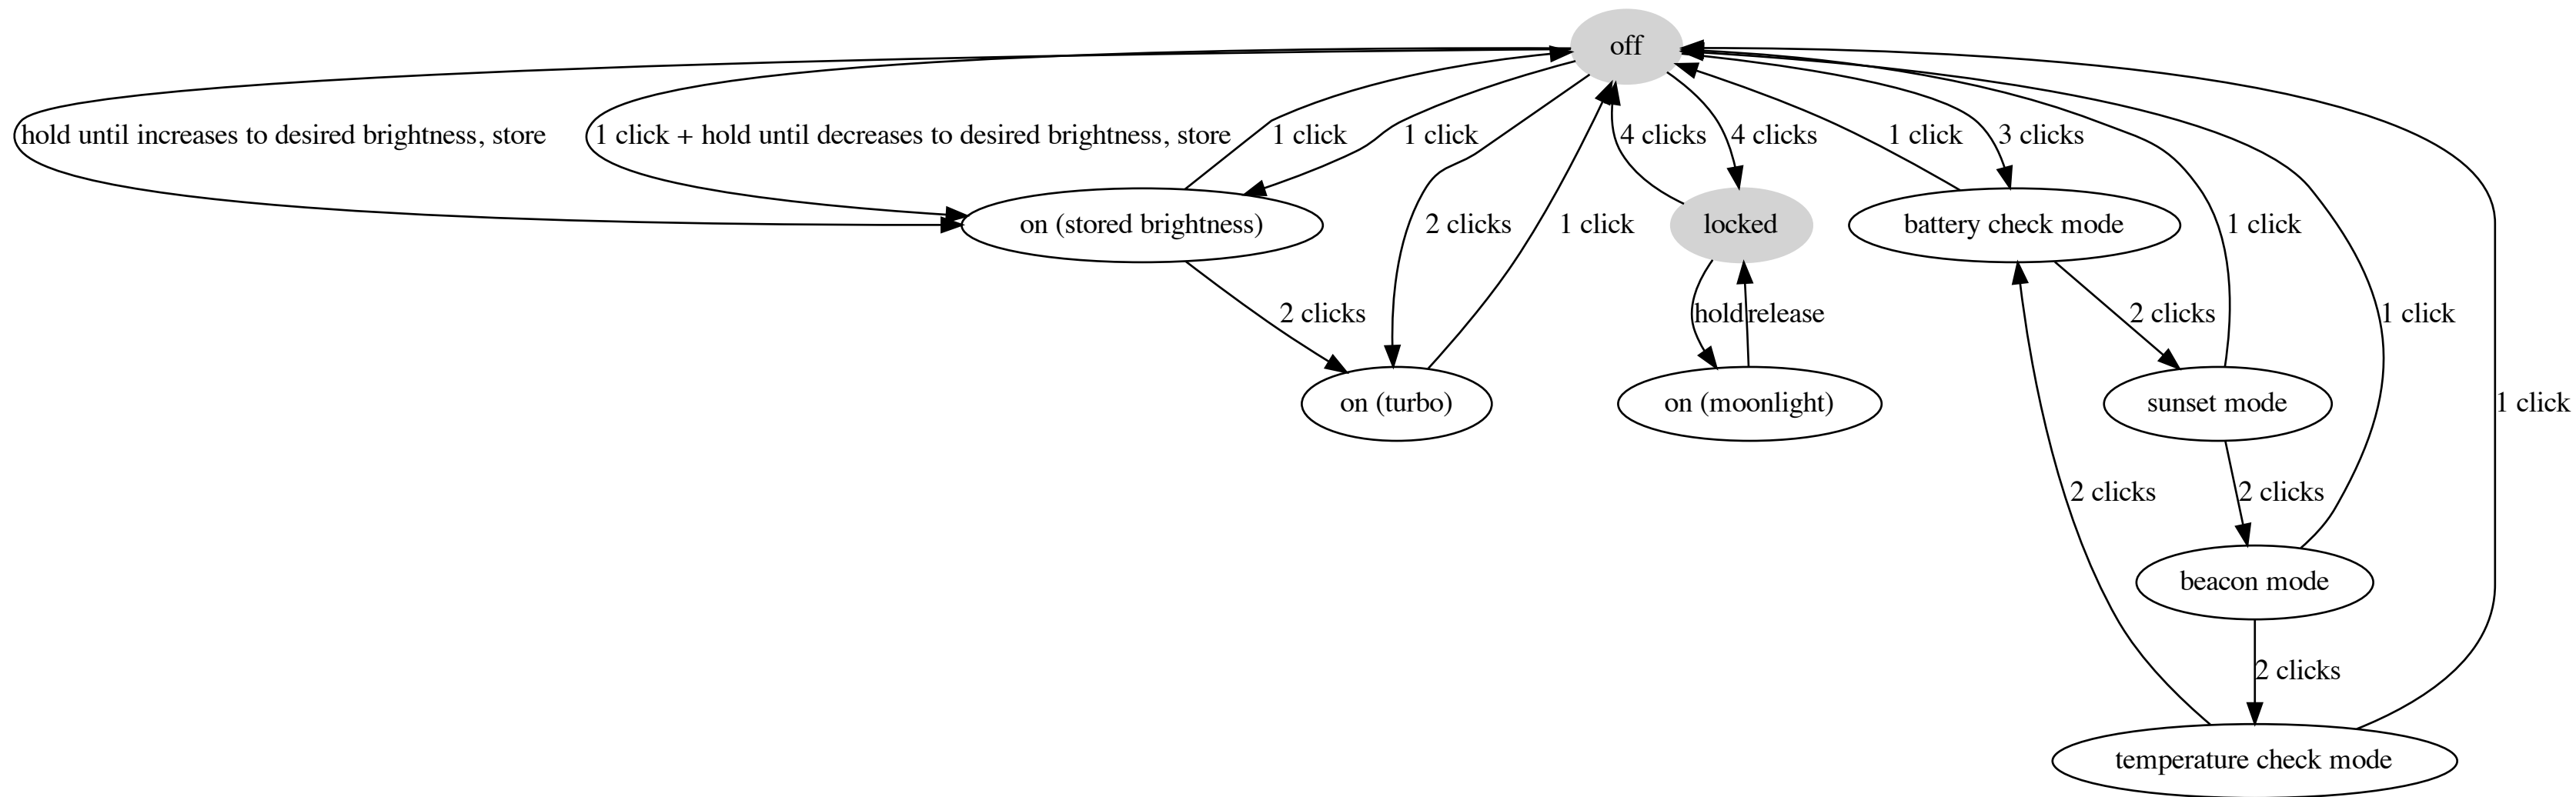 off
hold until increases to desired brightness, store
1 click + hold until decreases to desired brightness, store
1 click
1 click
4 clicks
4 clicks
1 click
3 clicks
on (stored brightness)
2 clicks
1 click
locked
battery check mode
1 click
2 clicks
hold
release
2 clicks
1 click
on (turbo)
on (moonlight)
sunset mode
1 click
2 clicks
2 clicks
beacon mode
2 clicks
temperature check mode